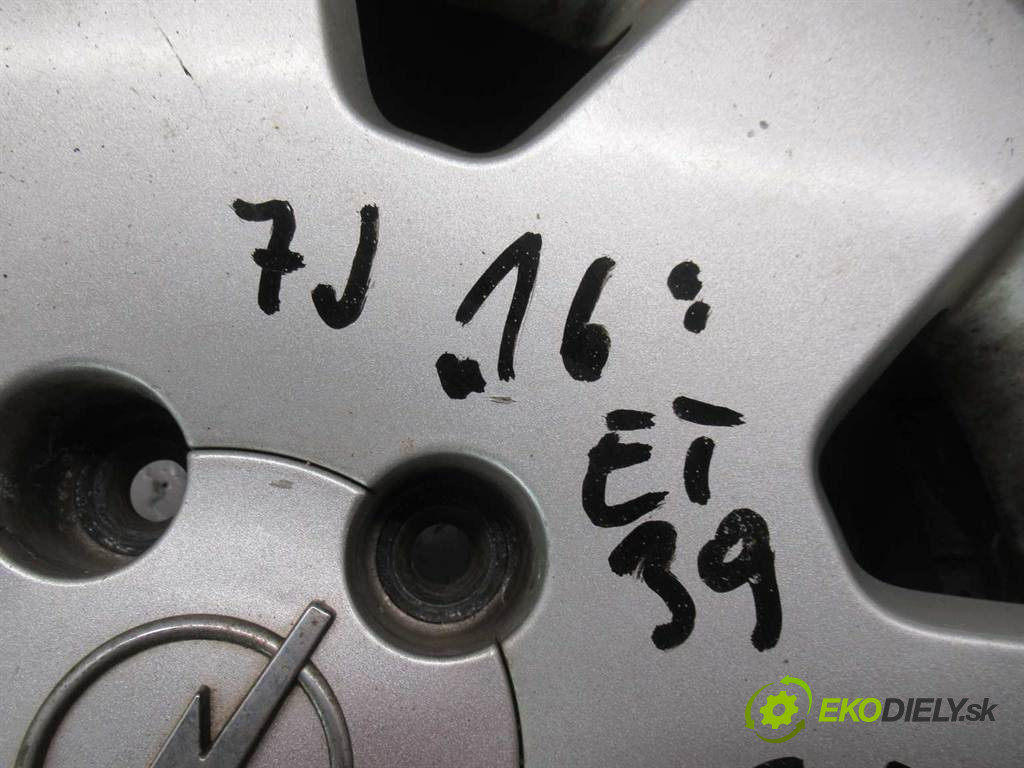 7J .16:
ET
39
EKODIELY.sk